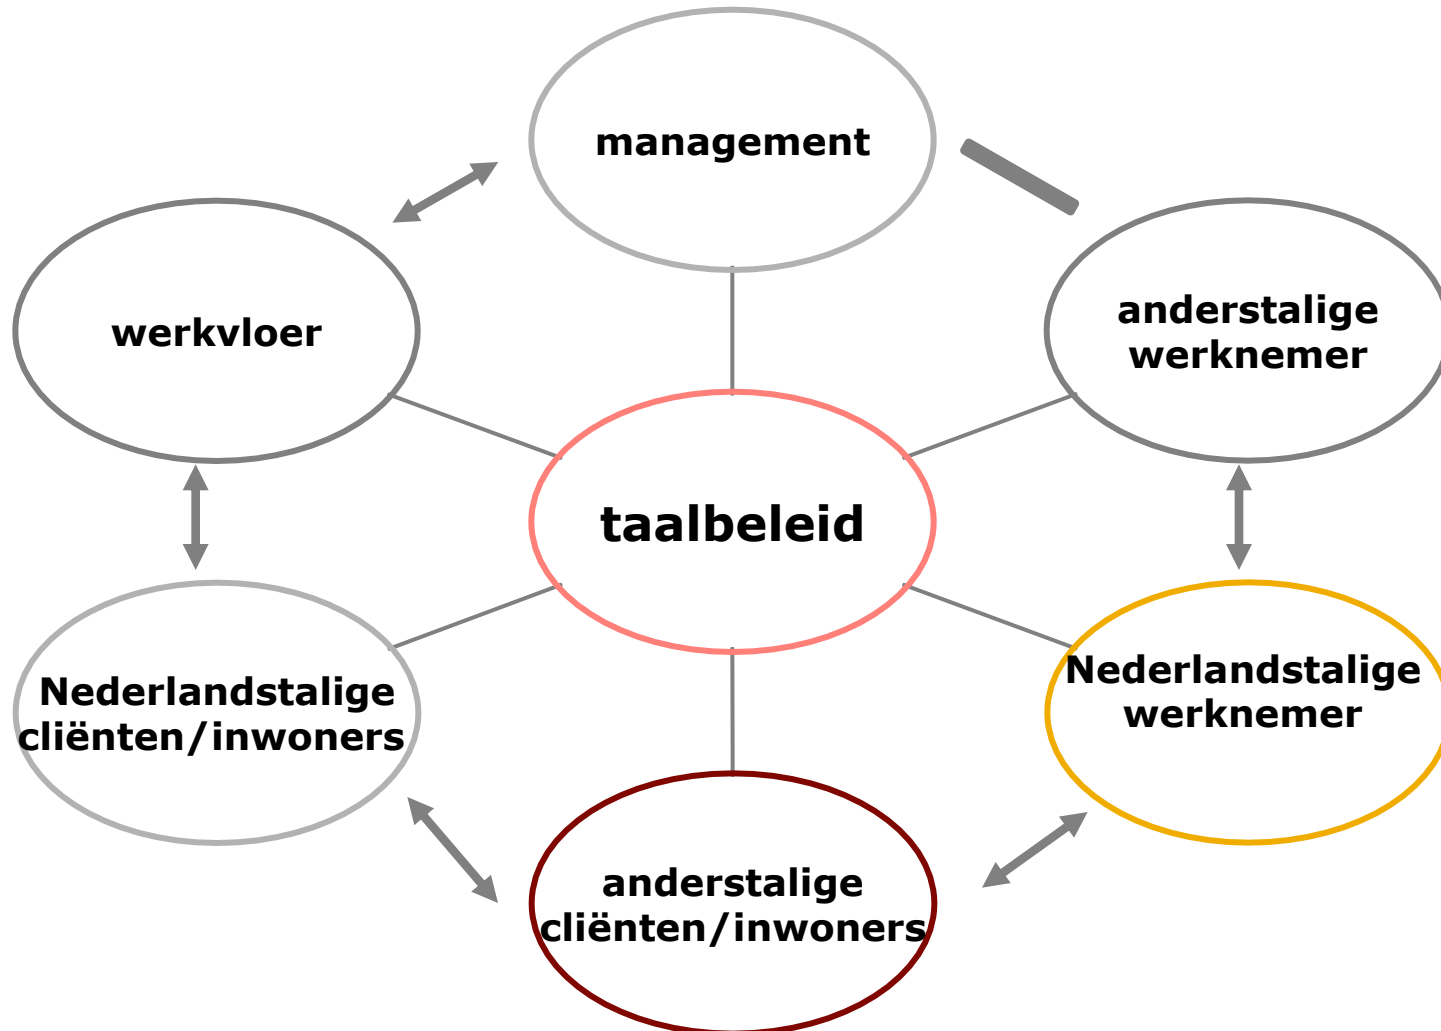 management
werkvloer
anderstalige
werknemer
taalbeleid
Nederlandstalige
cliënten/inwoners
Nederlandstalige
werknemer
anderstalige
cliënten/inwoners